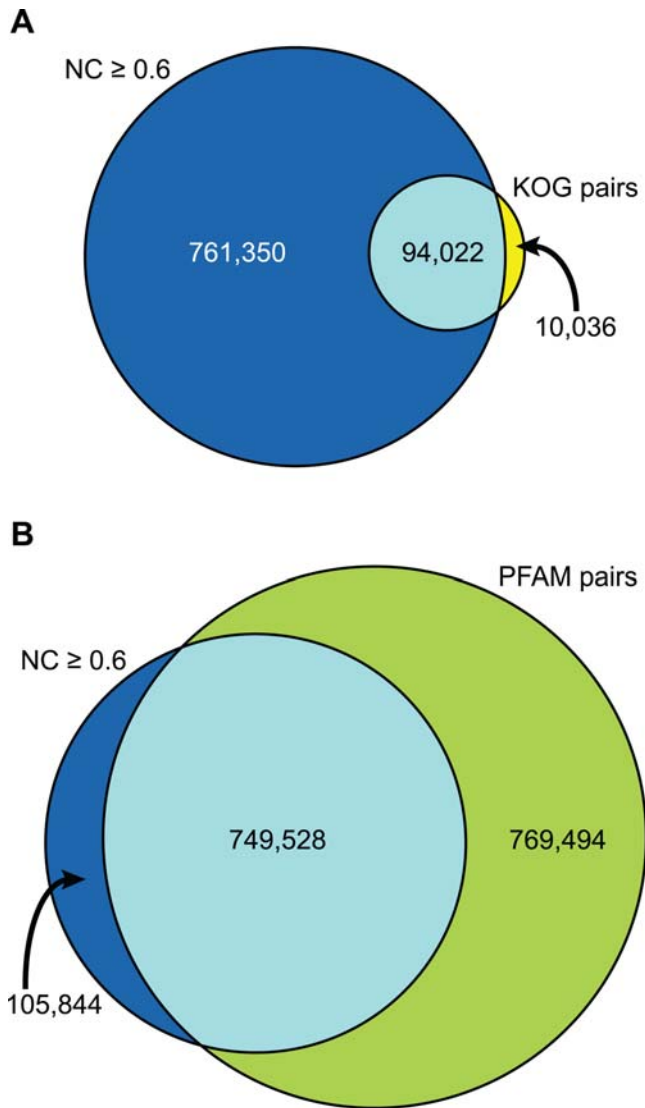 A
NC ≥ 0.6
KOG pairs
761,350
94,022
10,036
B
PFAM pairs
NC ≥ 0.6
749,528
769,494
105,844